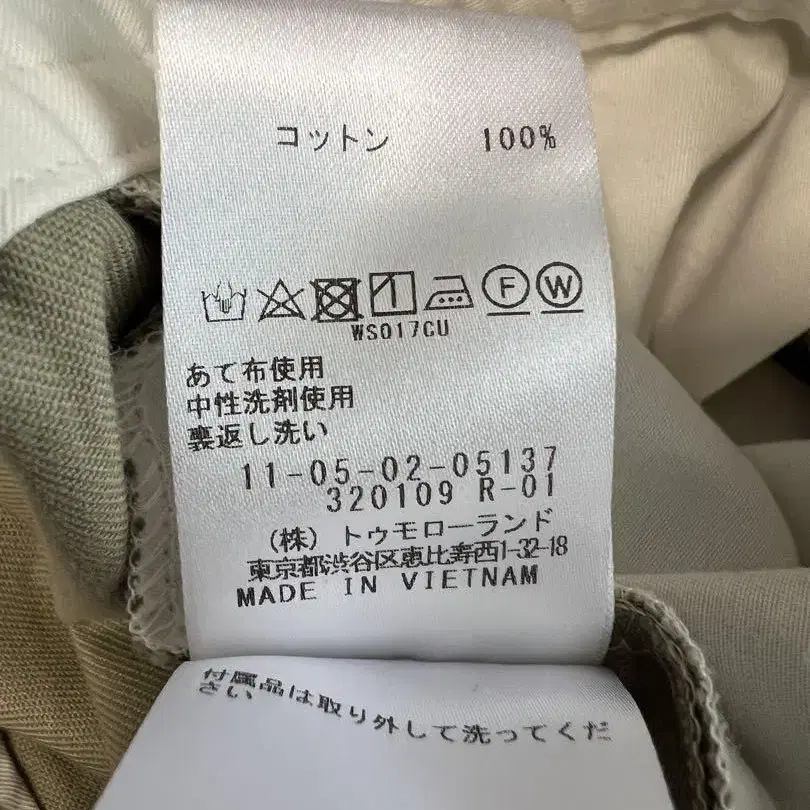 コットン 100%
F W
WS017CU
あて布使用
中性洗剤使用
裏返し洗い
11-05-02-05137
320109 R-01
(株) トゥモローランド
東京都渋谷区恵比寿西1-32-18
MADE IN VIETNAM
付属品は取り外して洗ってくだ
さい